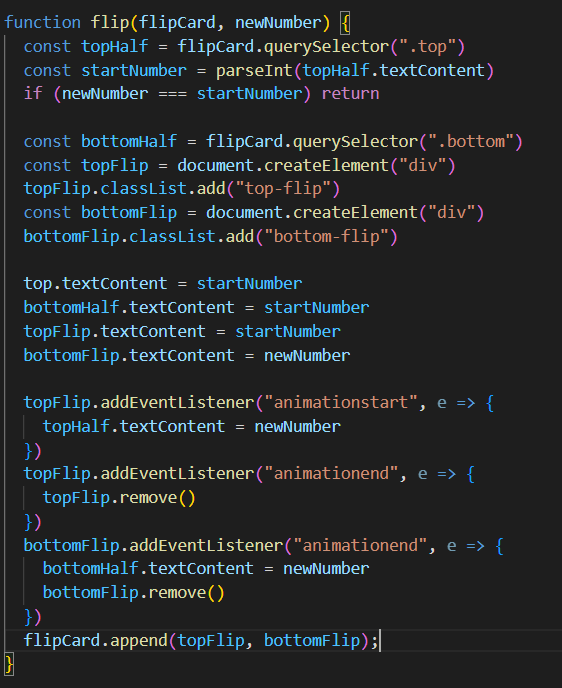 function flip(flipCard, newNumber) {
  const topHalf = flipCard.querySelector(".top")
  const startNumber = parseInt(topHalf.textContent)
  if (newNumber === startNumber) return

  const bottomHalf = flipCard.querySelector(".bottom")
  const topFlip = document.createElement("div")
  topFlip.classList.add("top-flip")
  const bottomFlip = document.createElement("div")
  bottomFlip.classList.add("bottom-flip")

  top.textContent = startNumber
  bottomHalf.textContent = startNumber
  topFlip.textContent = startNumber
  bottomFlip.textContent = newNumber

  topFlip.addEventListener("animationstart", e => {
    topHalf.textContent = newNumber
  })
  topFlip.addEventListener("animationend", e => {
    topFlip.remove()
  })
  bottomFlip.addEventListener("animationend", e => {
    bottomHalf.textContent = newNumber
    bottomFlip.remove()
  })
  flipCard.append(topFlip, bottomFlip);
}